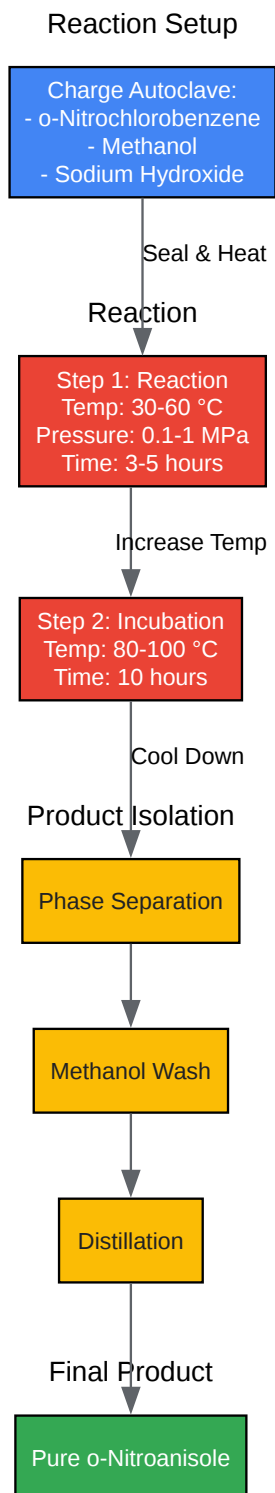 Reaction Setup
Charge Autoclave:
- o-Nitrochlorobenzene
- Methanol
- Sodium Hydroxide
Seal & Heat
Reaction
Step 1: Reaction
Temp: 30-60 °C
Pressure: 0.1-1 MPa
Time: 3-5 hours
Increase Temp
Step 2: Incubation
Temp: 80-100 °C
Time: 10 hours
Cool Down
Product Isolation
Phase Separation
Methanol Wash
Distillation
Final Product
Pure o-Nitroanisole